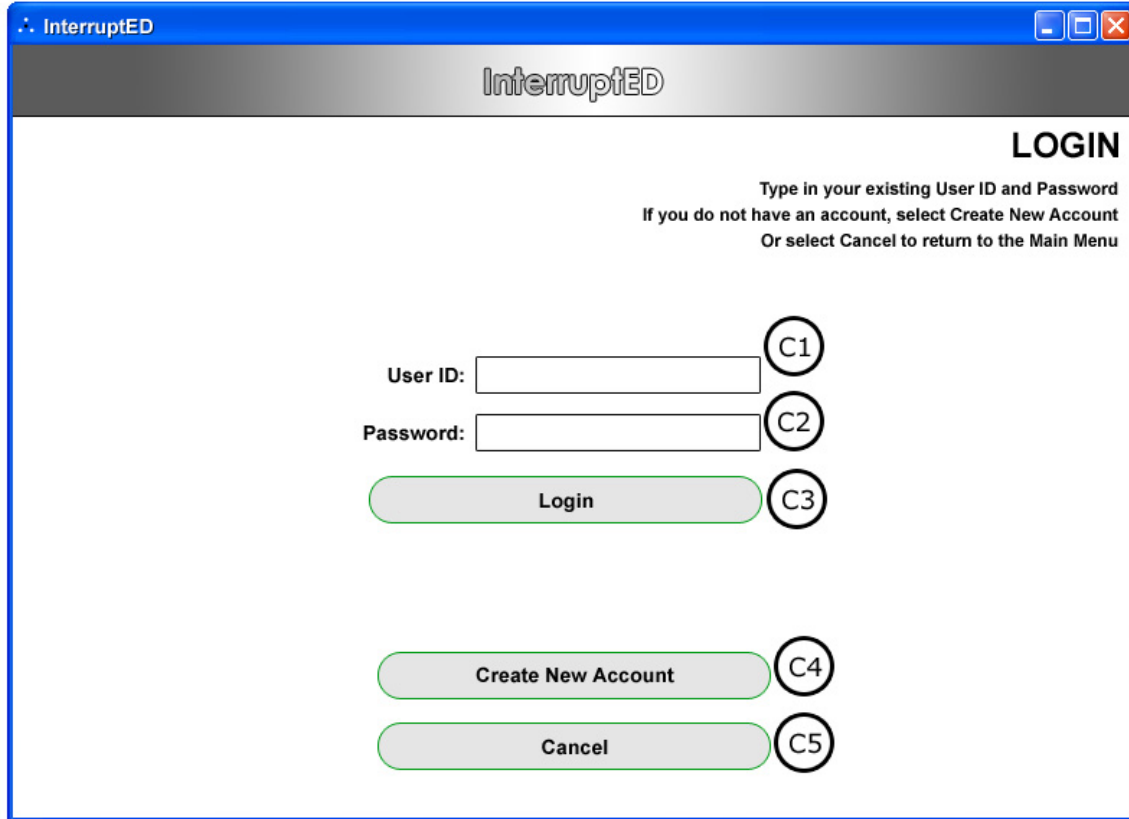 InterruptED
InterruptED
LOGIN
Type in your existing User ID and Password
If you do not have an account, select Create New Account
Or select Cancel to return to the Main Menu
C1
User ID:
C2
Password:
Login C3
Create New Account C4
Cancel C5